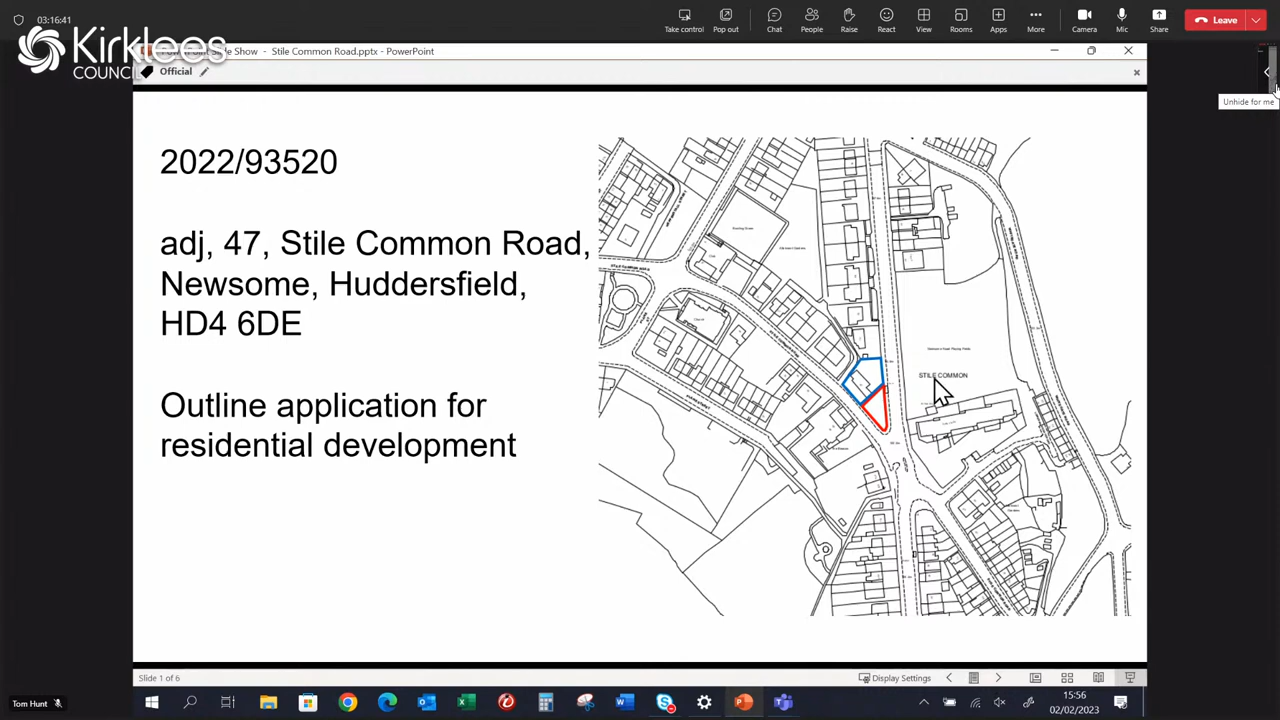 03:16:41
Take control
Pop out
Chat
People
Raise
React
View
Rooms
Apps
More
Camera
Mic
Share
Leave
Kirklees
COUNCIL
Show - Stile Common Road.pptx - PowerPoint
Official
Unhide for me
2022/93520
adj, 47, Stile Common Road,
Newsome, Huddersfield,
HD4 6DE
Outline application for
residential development
STILE COMMON
Slide 1 of 6
Display Settings
Tom Hunt
15:56
02/02/2023